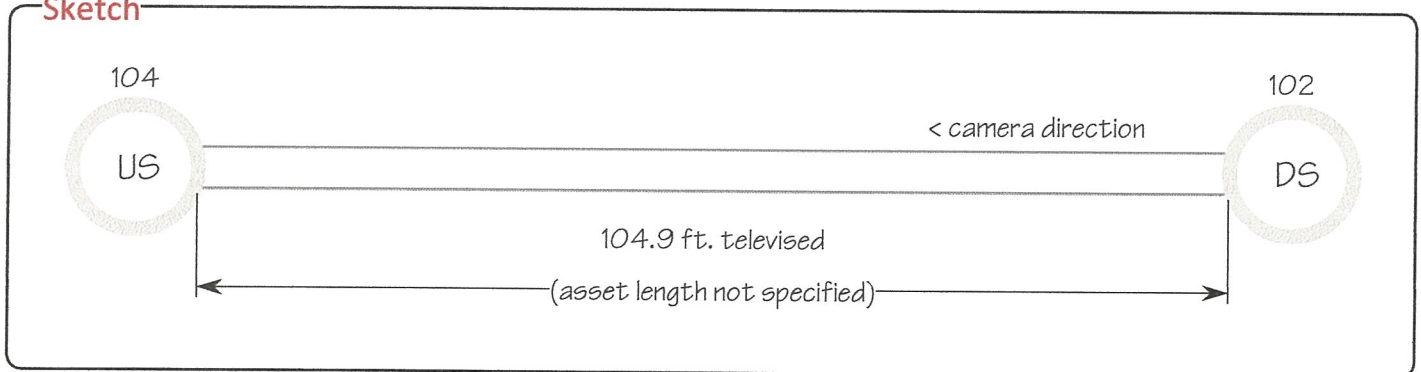 Sketch
104
102
< camera direction
US
DS
104.9 ft. televised
(asset length not specified)